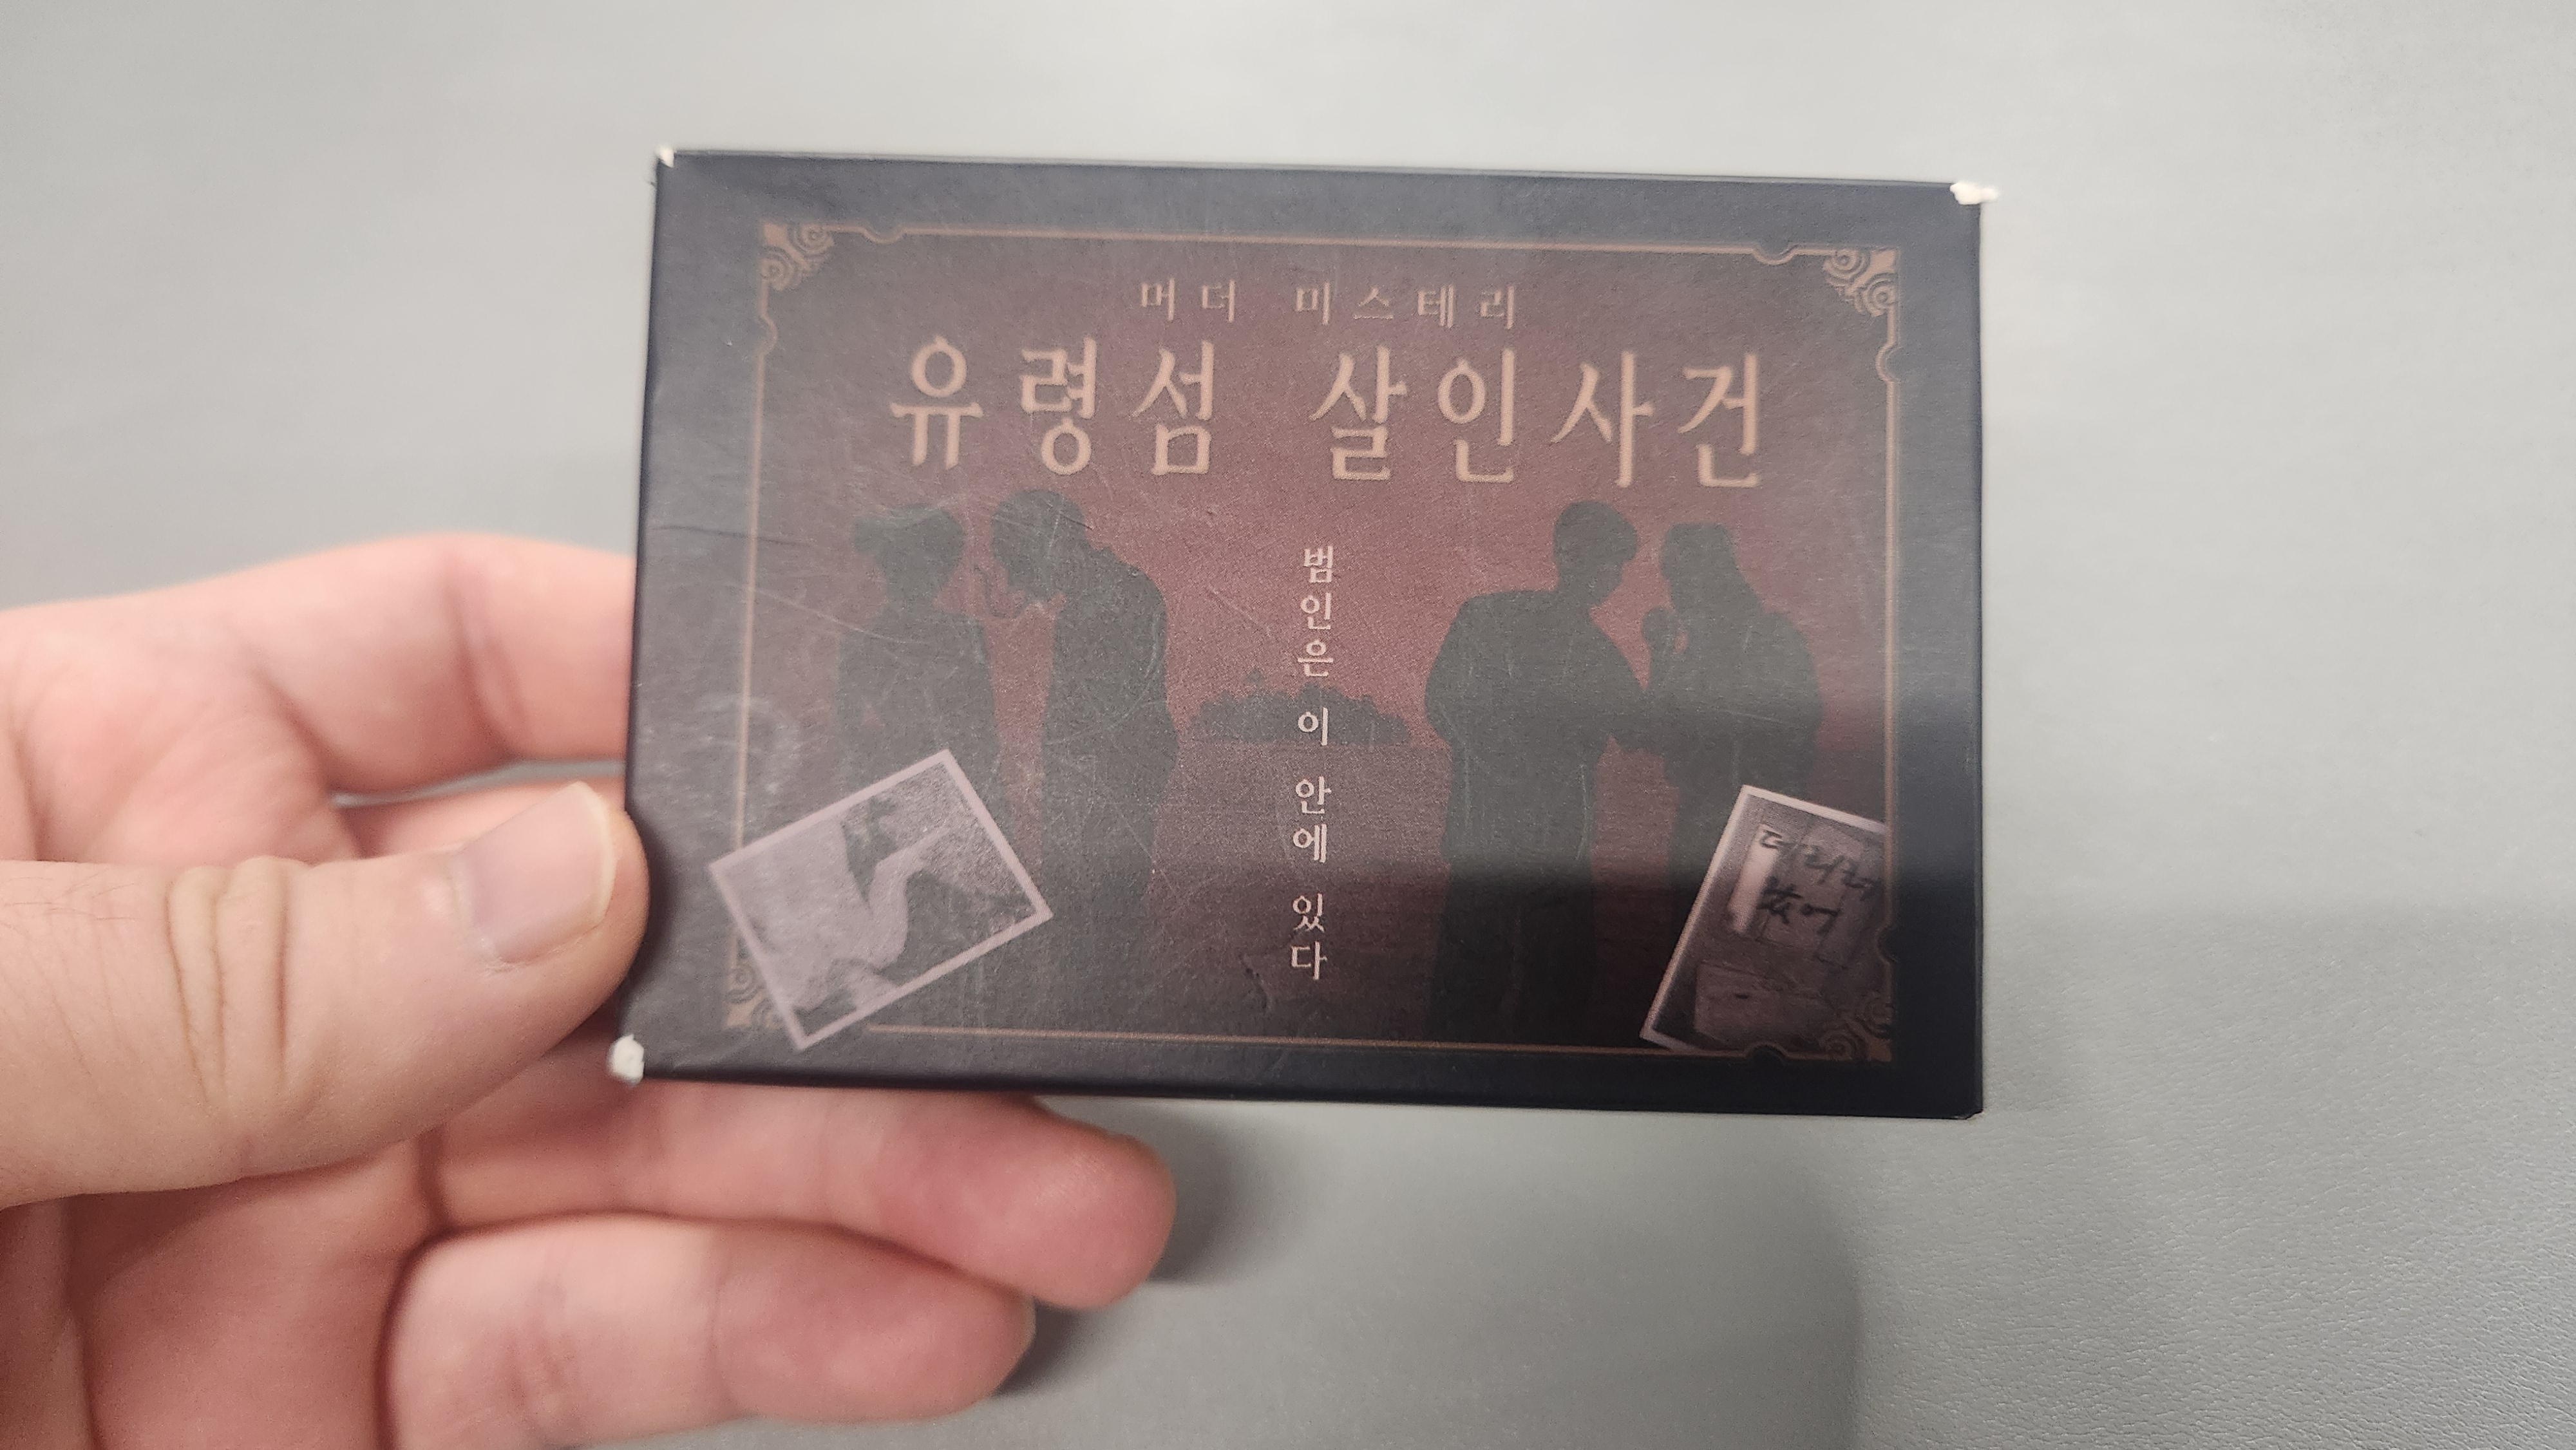 머더 미스테리
유령섬 살인사건
범인은 이 안에 있다